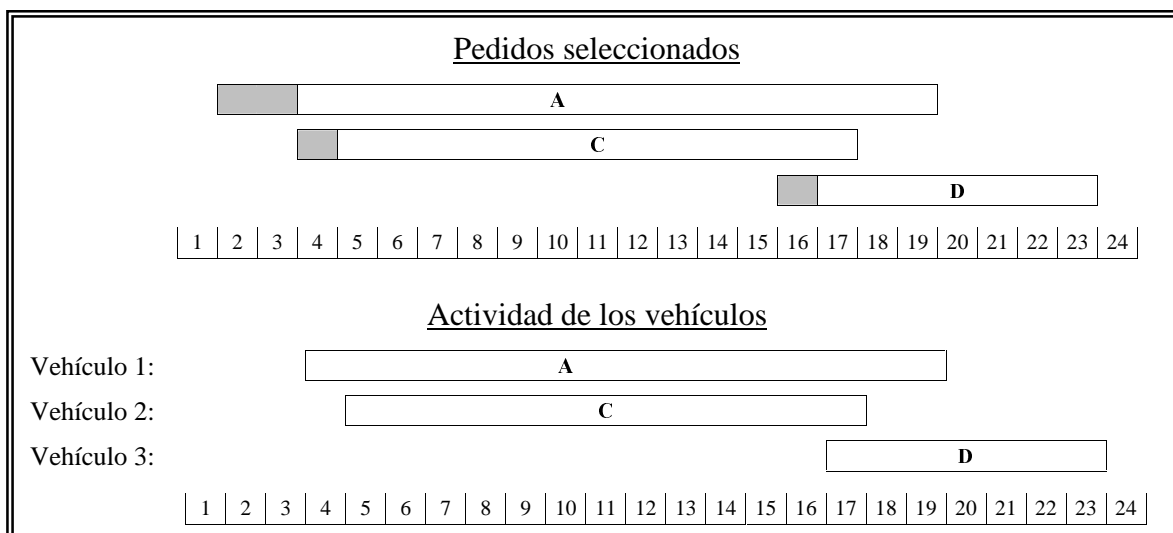 Pedidos seleccionados
A
C
D
1 2 3 4 5 6 7 8 9 10 11 12 13 14 15 16 17 18 19 20 21 22 23 24
Actividad de los vehículos
Vehículo 1: A
Vehículo 2: C
Vehículo 3: D
1 2 3 4 5 6 7 8 9 10 11 12 13 14 15 16 17 18 19 20 21 22 23 24